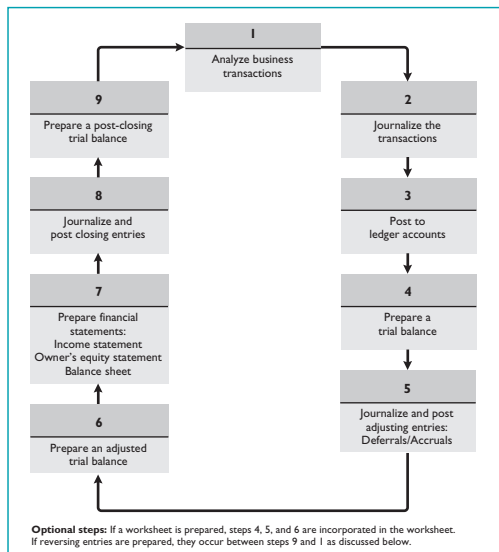 1
Analyze business
transactions
2
Journalize the
transactions
3
Post to
ledger accounts
4
Prepare a
trial balance
5
Journalize and post
adjusting entries:
Deferrals/Accruals
6
Prepare an adjusted
trial balance
7
Prepare financial
statements:
Income statement
Owner's equity statement
Balance sheet
8
Journalize and
post closing entries
9
Prepare a post-closing
trial balance
Optional steps: If a worksheet is prepared, steps 4, 5, and 6 are incorporated in the worksheet.
If reversing entries are prepared, they occur between steps 9 and 1 as discussed below.